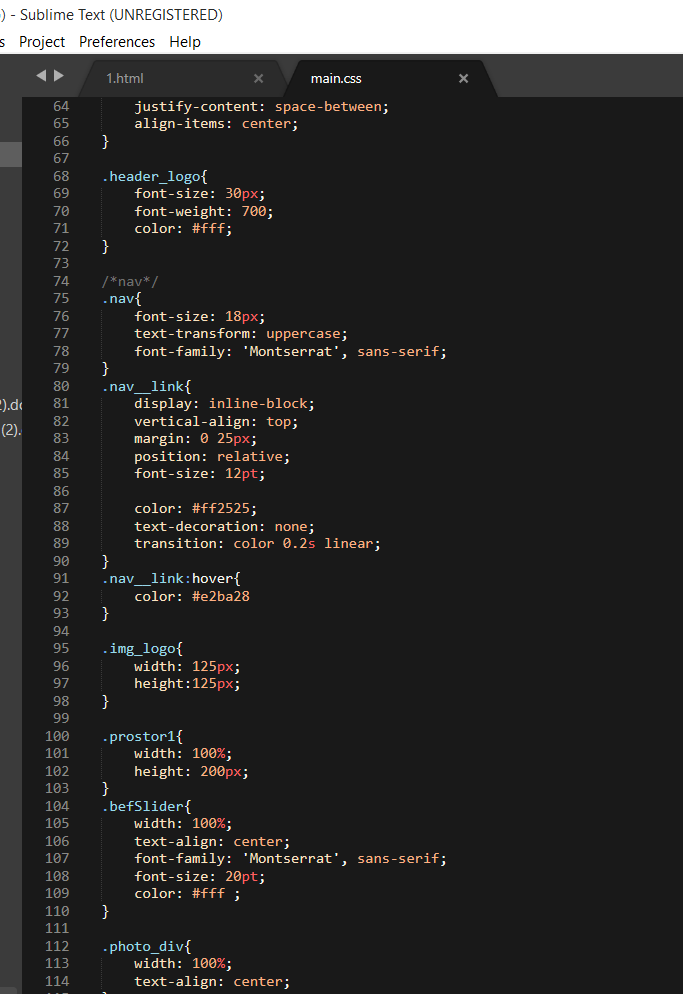 ) - Sublime Text (UNREGISTERED)
s Project Preferences Help
1.html main.css
64 justify-content: space-between;
65 align-items: center;
66 }
67
68 .header_logo{
69 font-size: 30px;
70 font-weight: 700;
71 color: #fff;
72 }
73
74 /*nav*/
75 .nav{
76 font-size: 18px;
77 text-transform: uppercase;
78 font-family: 'Montserrat', sans-serif;
79 }
80 .nav__link{
81 display: inline-block;
82 vertical-align: top;
83 margin: 0 25px;
84 position: relative;
85 font-size: 12pt;
86
87 color: #ff2525;
88 text-decoration: none;
89 transition: color 0.2s linear;
90 }
91 .nav__link:hover{
92 color: #e2ba28
93 }
94
95 .img_logo{
96 width: 125px;
97 height:125px;
98 }
99
100 .prostor1{
101 width: 100%;
102 height: 200px;
103 }
104 .befSlider{
105 width: 100%;
106 text-align: center;
107 font-family: 'Montserrat', sans-serif;
108 font-size: 20pt;
109 color: #fff ;
110 }
111
112 .photo_div{
113 width: 100%;
114 text-align: center;
2).do
(2).